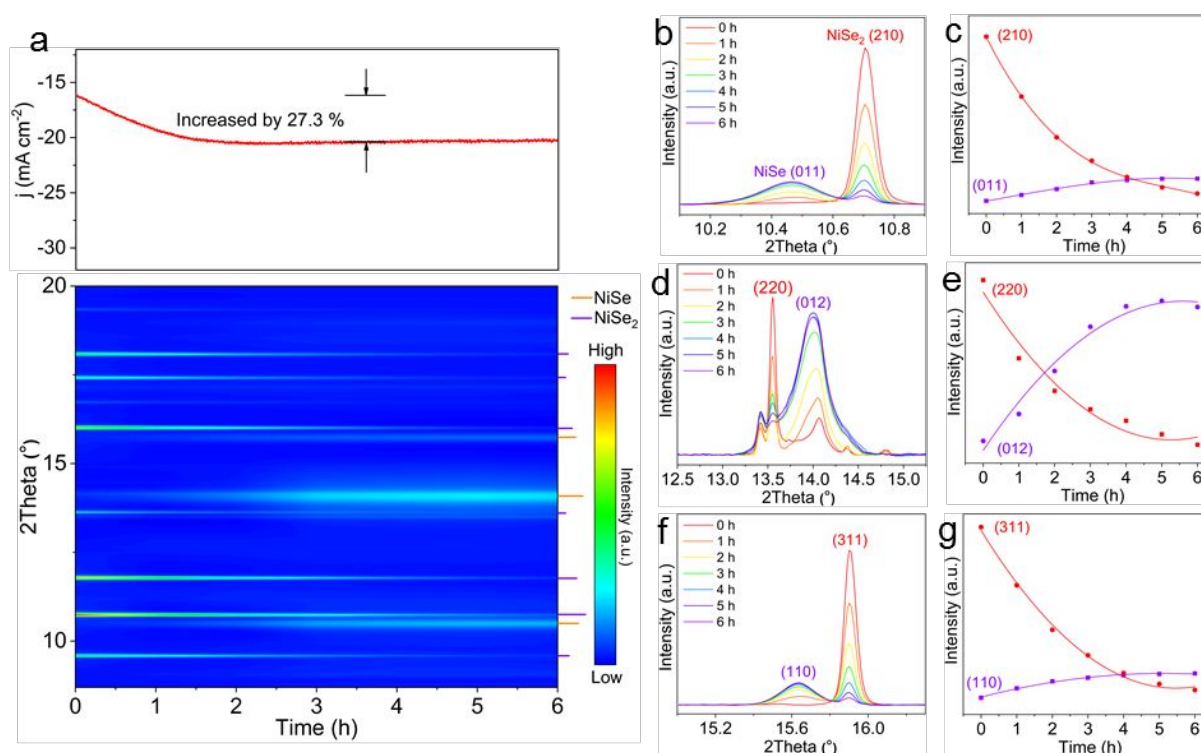 a
-15
-20
-25
-30
j (mA cm⁻²)
Increased by 27.3 %
20
15
10
2Theta (°)
0 1 2 3 4 5 6
Time (h)
NiSe
NiSe₂
High
Intensity (a.u.)
Low
b
0 h
1 h
2 h
3 h
4 h
5 h
6 h
NiSe₂ (210)
NiSe (011)
Intensity (a.u.)
10.2 10.4 10.6 10.8
2Theta (°)
c
(210)
(011)
Intensity (a.u.)
0 1 2 3 4 5 6
Time (h)
d
0 h
1 h
2 h
3 h
4 h
5 h
6 h
(220)
(012)
Intensity (a.u.)
12.5 13.0 13.5 14.0 14.5 15.0
2Theta (°)
e
(220)
(012)
Intensity (a.u.)
0 1 2 3 4 5 6
Time (h)
f
0 h
1 h
2 h
3 h
4 h
5 h
6 h
(311)
(110)
Intensity (a.u.)
15.2 15.6 16.0
2Theta (°)
g
(311)
(110)
Intensity (a.u.)
0 1 2 3 4 5 6
Time (h)